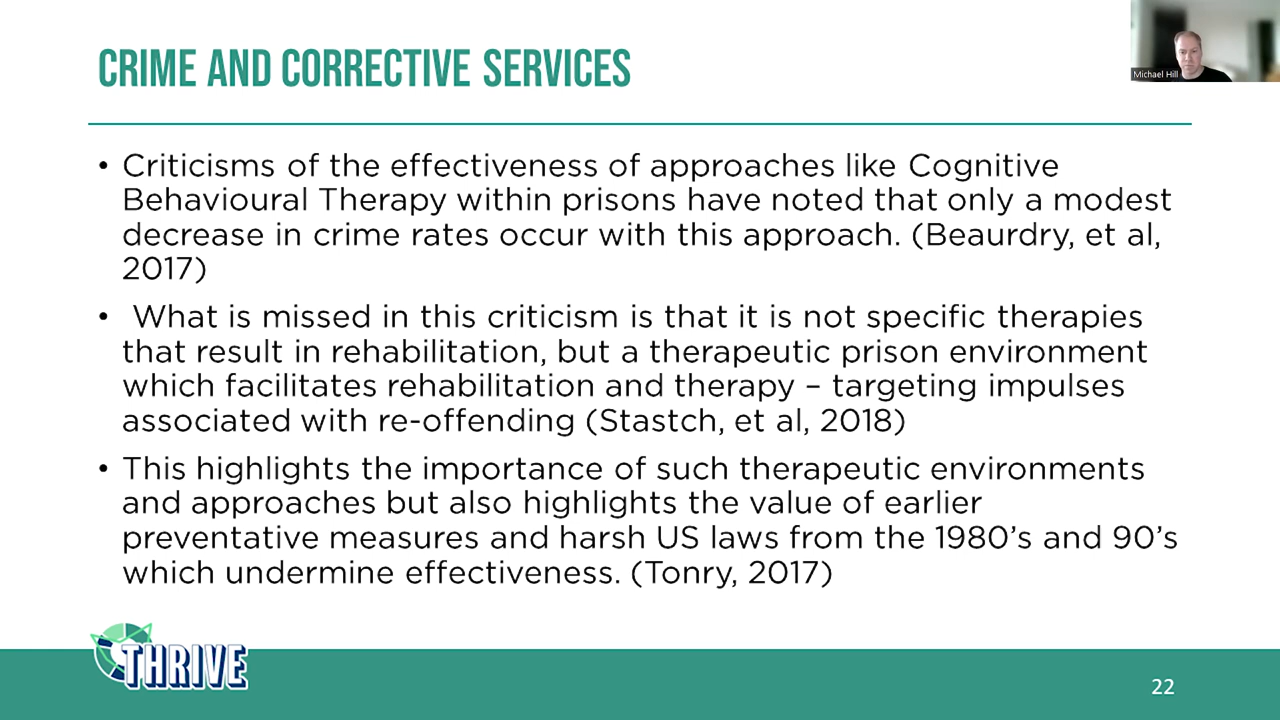 CRIME AND CORRECTIVE SERVICES
Michael Hill
• Criticisms of the effectiveness of approaches like Cognitive
Behavioural Therapy within prisons have noted that only a modest
decrease in crime rates occur with this approach. (Beaurdry, et al,
2017)
• What is missed in this criticism is that it is not specific therapies
that result in rehabilitation, but a therapeutic prison environment
which facilitates rehabilitation and therapy – targeting impulses
associated with re-offending (Stastch, et al, 2018)
• This highlights the importance of such therapeutic environments
and approaches but also highlights the value of earlier
preventative measures and harsh US laws from the 1980’s and 90’s
which undermine effectiveness. (Tonry, 2017)
THRIVE
22